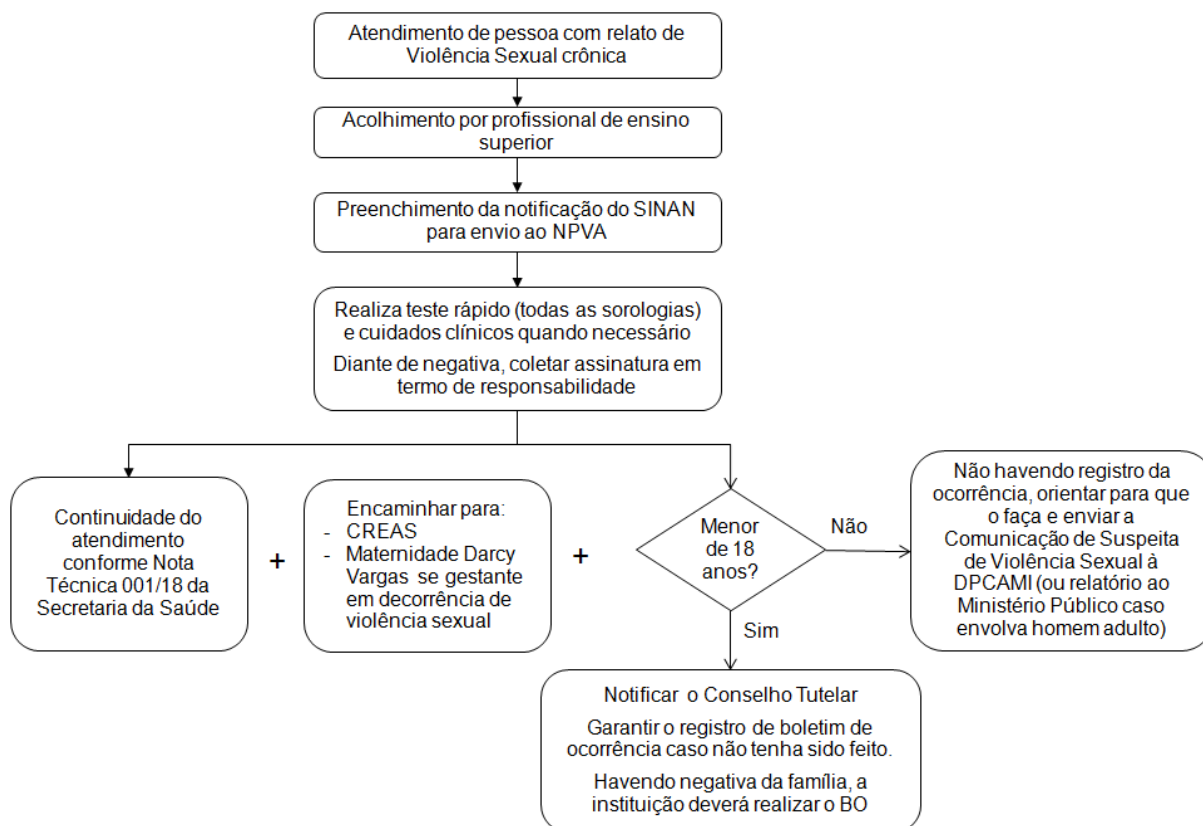 Atendimento de pessoa com relato de
Violência Sexual crônica
Acolhimento por profissional de ensino
superior
Preenchimento da notificação do SINAN
para envio ao NPVA
Realiza teste rápido (todas as sorologias)
e cuidados clínicos quando necessário
Diante de negativa, coletar assinatura em
termo de responsabilidade
Continuidade do
atendimento
conforme Nota
Técnica 001/18 da
Secretaria da Saúde
+
Encaminhar para:
- CREAS
- Maternidade Darcy
Vargas se gestante
em decorrência de
violência sexual
+
Menor
de 18
anos?
Não
Não havendo registro da
ocorrência, orientar para que
o faça e enviar a
Comunicação de Suspeita
de Violência Sexual à
DPCAMI (ou relatório ao
Ministério Público caso
envolva homem adulto)
Sim
Notificar o Conselho Tutelar
Garantir o registro de boletim de
ocorrência caso não tenha sido feito.
Havendo negativa da família, a
instituição deverá realizar o BO